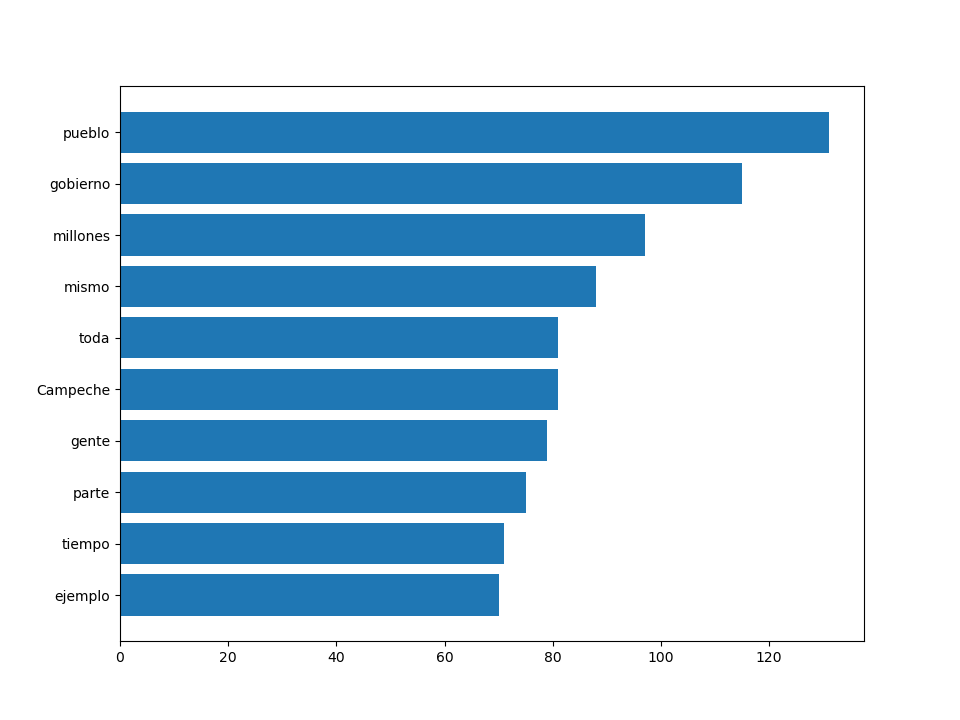 pueblo
gobierno
millones
mismo
toda
Campeche
gente
parte
tiempo
ejemplo
0 20 40 60 80 100 120